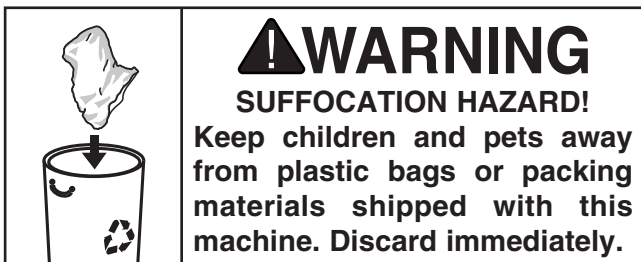 WARNING
SUFFOCATION HAZARD!
Keep children and pets away
from plastic bags or packing
materials shipped with this
machine. Discard immediately.